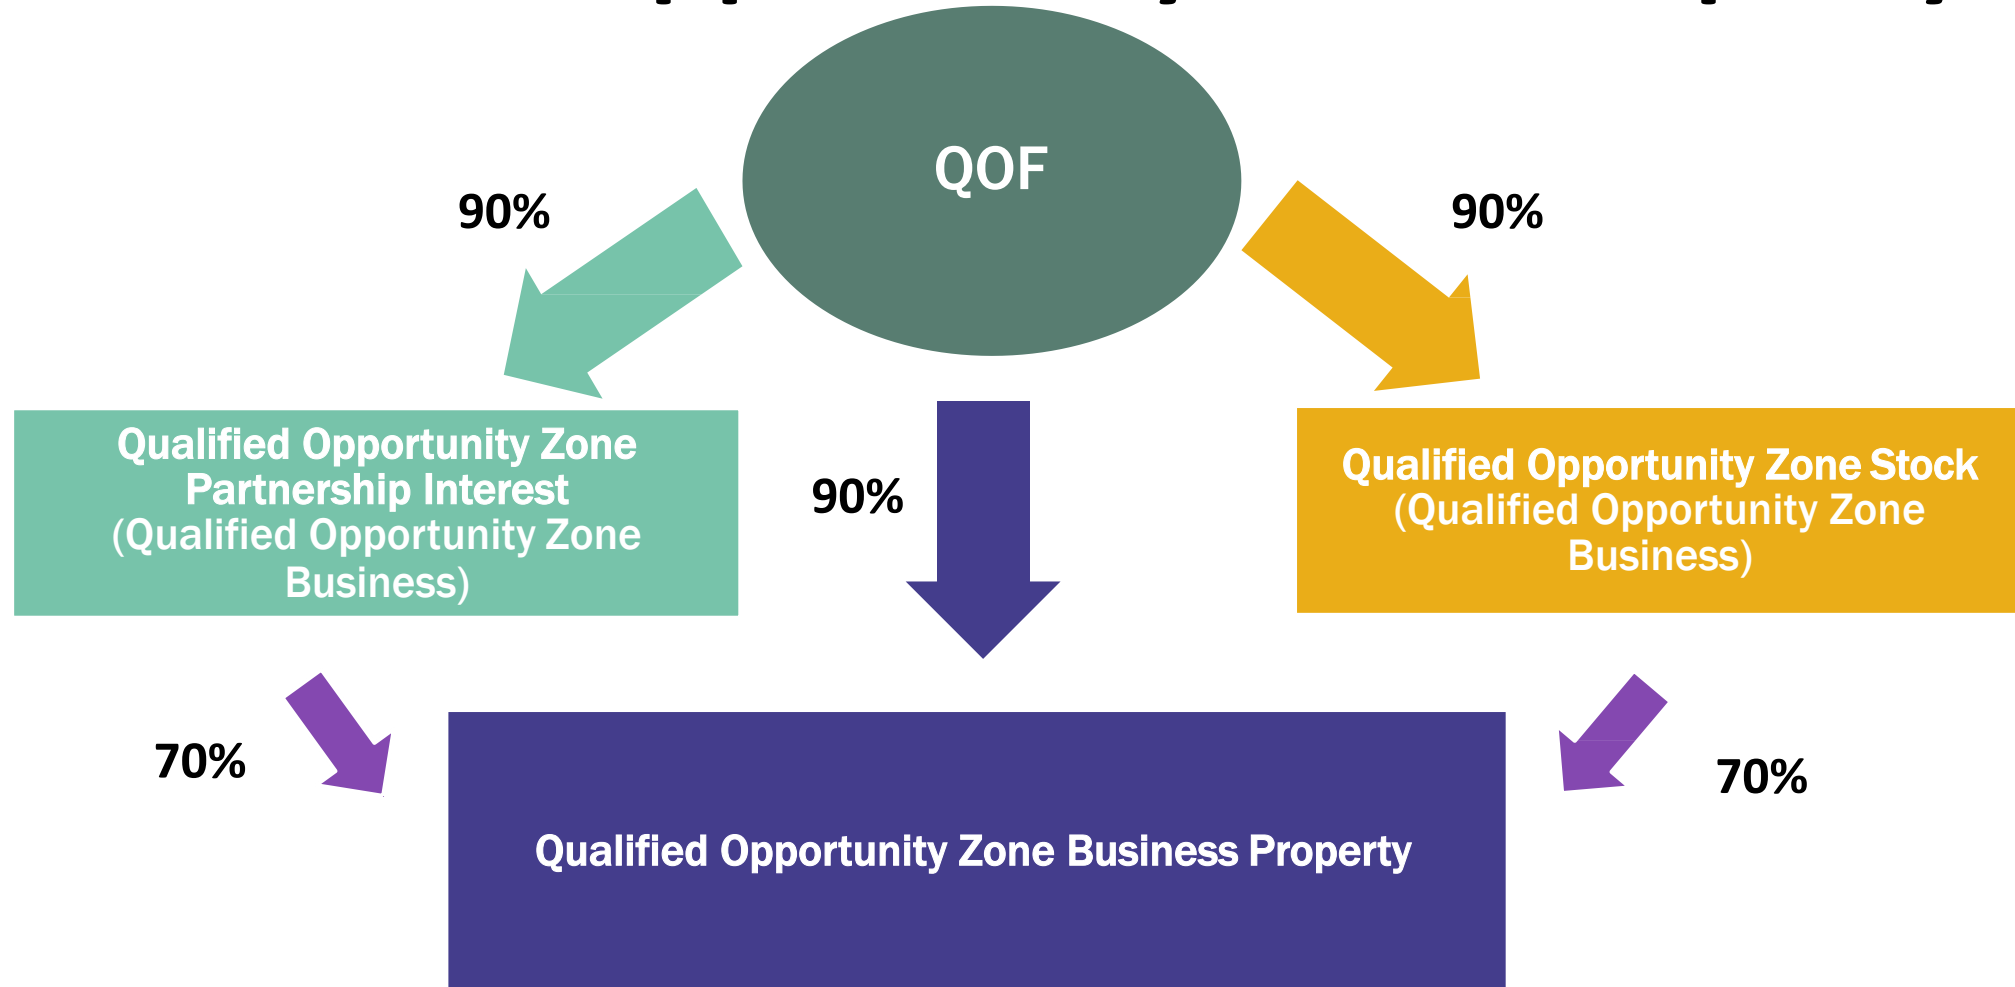 QOF
90%
90%
Qualified Opportunity Zone
Partnership Interest
(Qualified Opportunity Zone
Business)
90%
Qualified Opportunity Zone Stock
(Qualified Opportunity Zone
Business)
70%
70%
Qualified Opportunity Zone Business Property